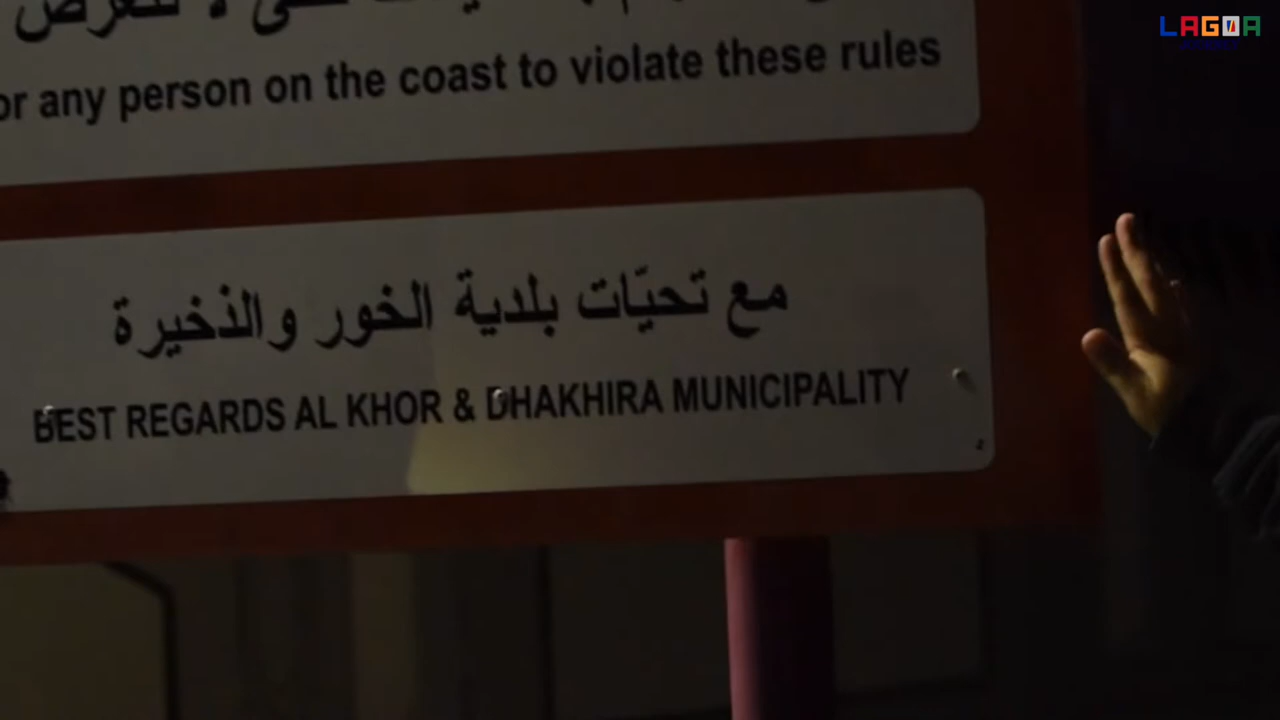 LAGOA
or any person on the coast to violate these rules
مع تحيّات بلدية الخور والذخيرة
BEST REGARDS AL KHOR & DHAKHIRA MUNICIPALITY